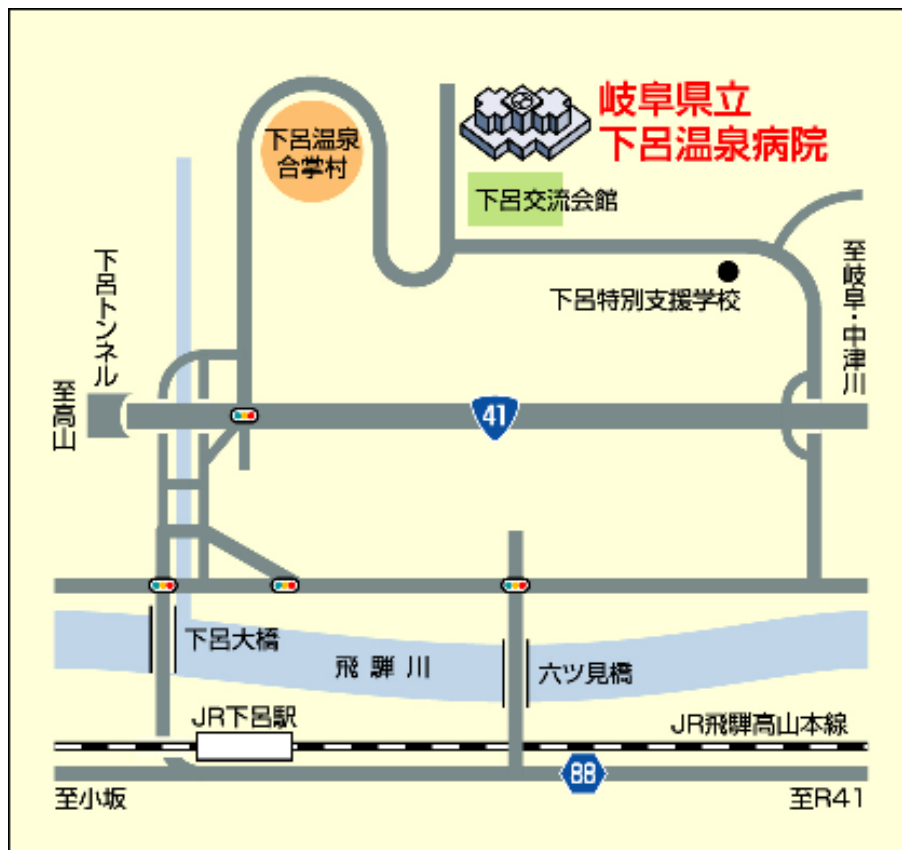 岐阜県立
下呂温泉病院
下呂温泉
合掌村
下呂交流会館
下呂特別支援学校
至岐阜・中津川
下呂トンネル
至高山
41
下呂大橋
飛騨川
六ツ見橋
JR下呂駅
JR飛騨高山本線
88
至小坂
至R41